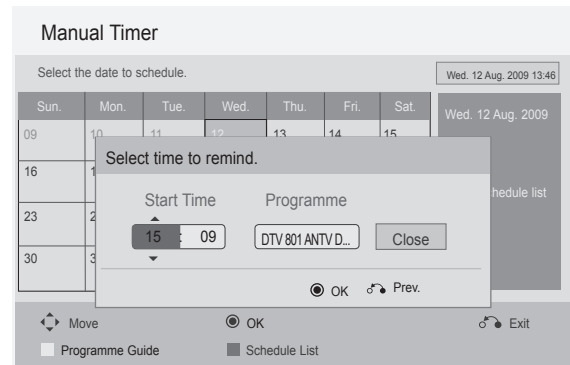 Manual Timer
Select the date to schedule.
Wed. 12 Aug. 2009 13:46
Sun. Mon. Tue. Wed. Thu. Fri. Sat.
Wed. 12 Aug. 2009
09 10 11 12 13 14 15
Select time to remind.
16
hedule list
Start Time Programme
23
15 : 09 DTV 801 ANTV D... Close
30
OK Prev.
Move OK Exit
Programme Guide Schedule List